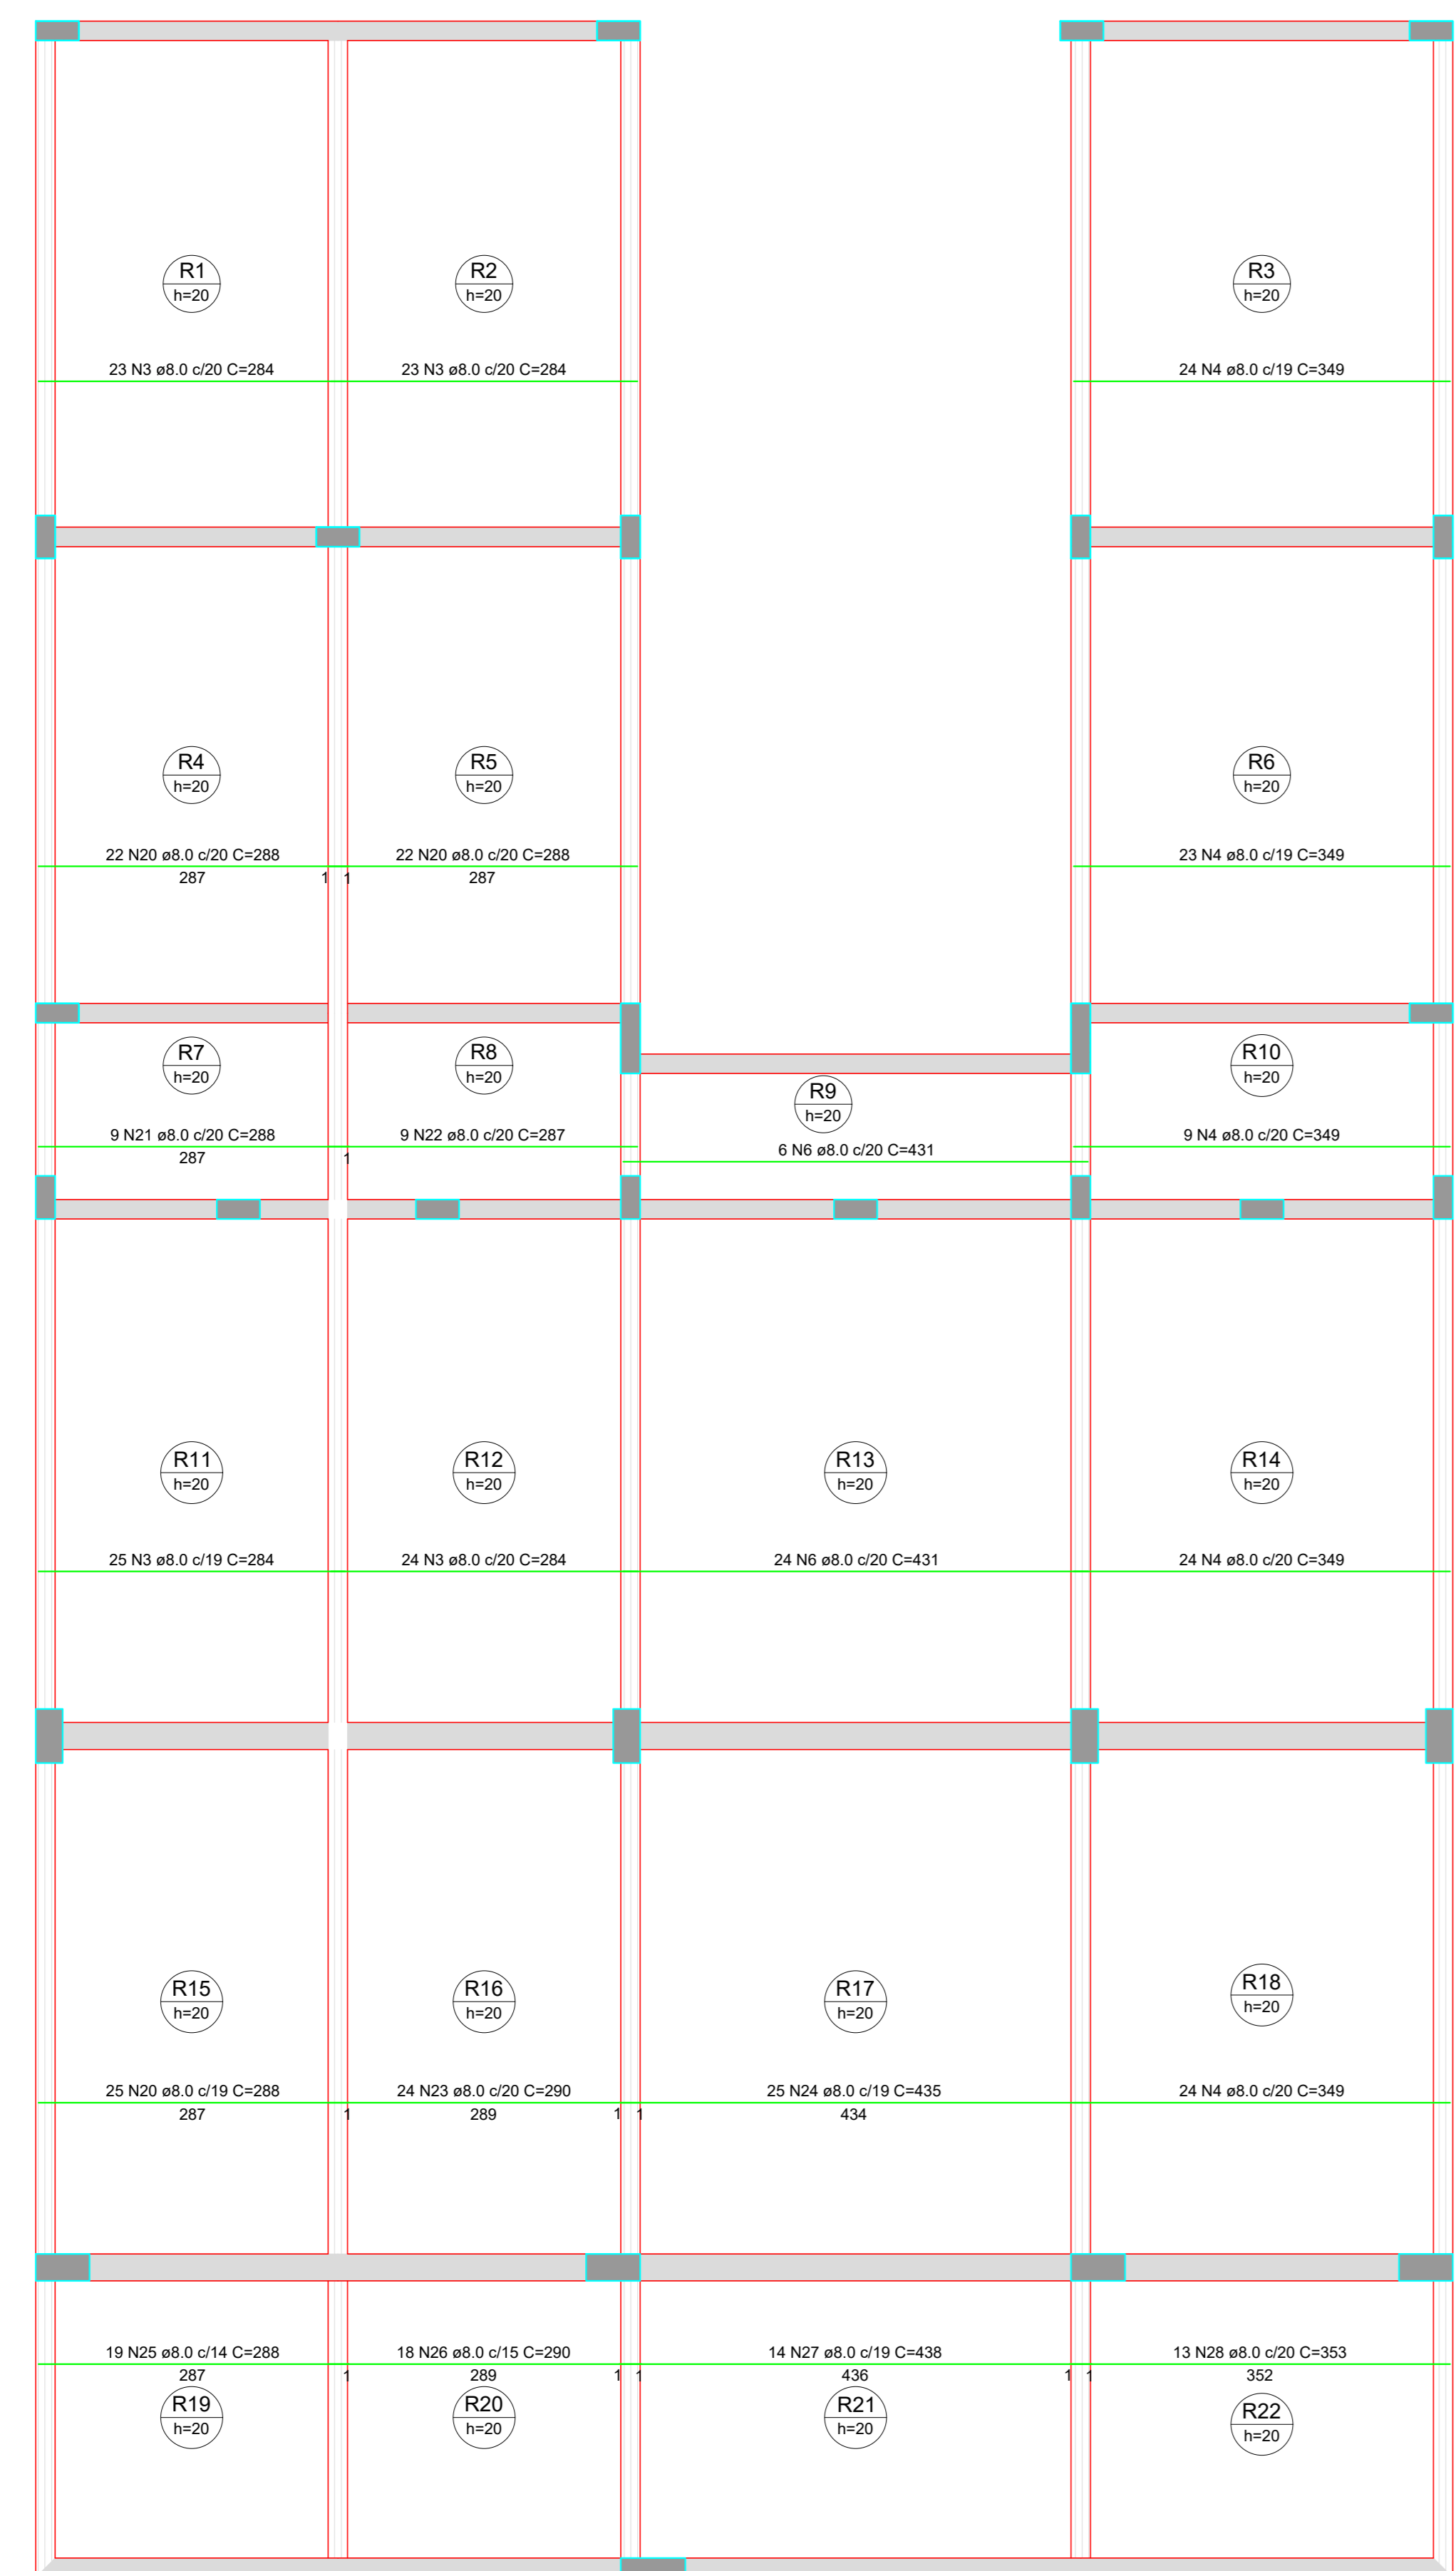 R1
h=20
R2
h=20
R3
h=20
23 N3 ø8.0 c/20 C=284
23 N3 ø8.0 c/20 C=284
24 N4 ø8.0 c/19 C=349
R4
h=20
R5
h=20
R6
h=20
22 N20 ø8.0 c/20 C=288
22 N20 ø8.0 c/20 C=288
23 N4 ø8.0 c/19 C=349
287
1
1
287
R7
h=20
R8
h=20
R10
h=20
R9
h=20
9 N21 ø8.0 c/20 C=288
9 N22 ø8.0 c/20 C=287
9 N4 ø8.0 c/20 C=349
6 N6 ø8.0 c/20 C=431
287
1
R11
h=20
R12
h=20
R13
h=20
R14
h=20
25 N3 ø8.0 c/19 C=284
24 N3 ø8.0 c/20 C=284
24 N6 ø8.0 c/20 C=431
24 N4 ø8.0 c/20 C=349
R15
h=20
R16
h=20
R17
h=20
R18
h=20
25 N20 ø8.0 c/19 C=288
24 N23 ø8.0 c/20 C=290
25 N24 ø8.0 c/19 C=435
24 N4 ø8.0 c/20 C=349
287
1
289
1
1
434
19 N25 ø8.0 c/14 C=288
18 N26 ø8.0 c/15 C=290
14 N27 ø8.0 c/19 C=438
13 N28 ø8.0 c/20 C=353
287
1
289
1
1
436
1
1
352
R19
h=20
R20
h=20
R21
h=20
R22
h=20